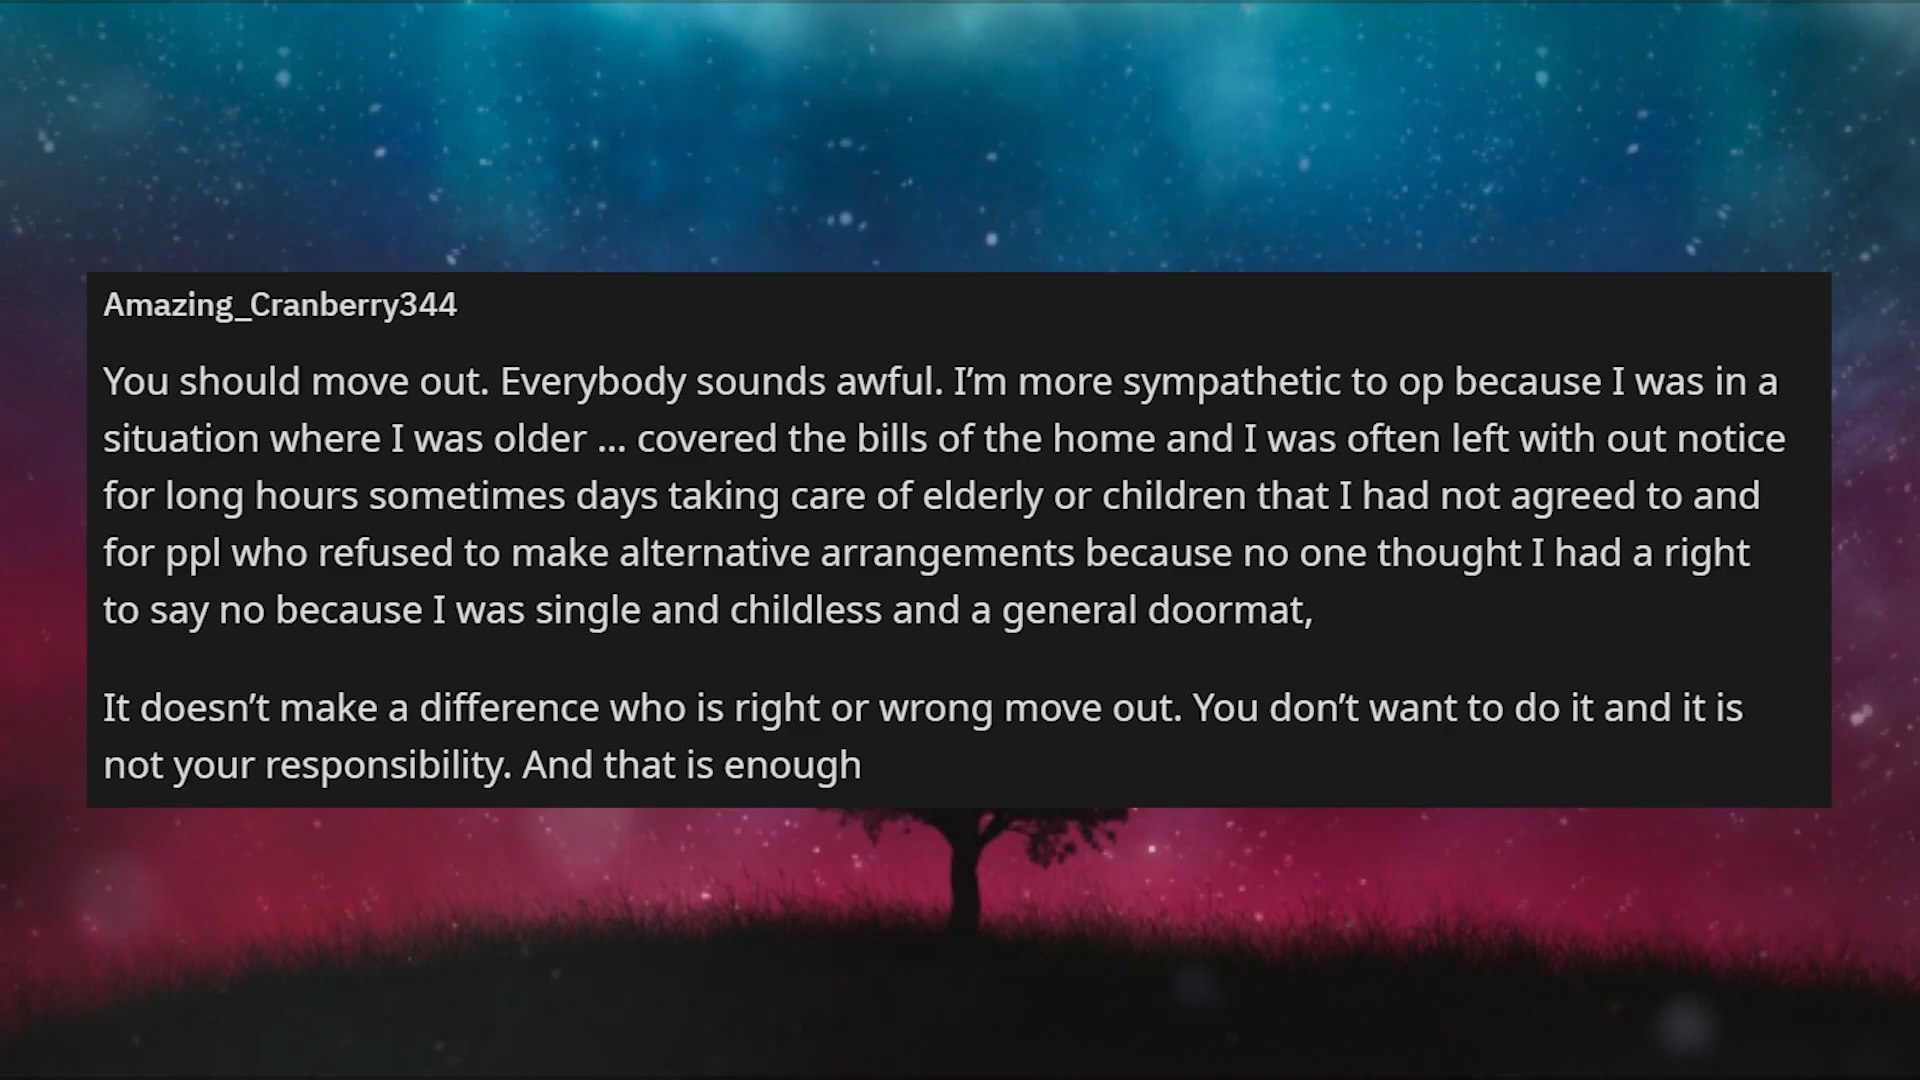 Amazing_Cranberry344
You should move out. Everybody sounds awful. I’m more sympathetic to op because I was in a
situation where I was older ... covered the bills of the home and I was often left with out notice
for long hours sometimes days taking care of elderly or children that I had not agreed to and
for ppl who refused to make alternative arrangements because no one thought I had a right
to say no because I was single and childless and a general doormat,
It doesn’t make a difference who is right or wrong move out. You don’t want to do it and it is
not your responsibility. And that is enough